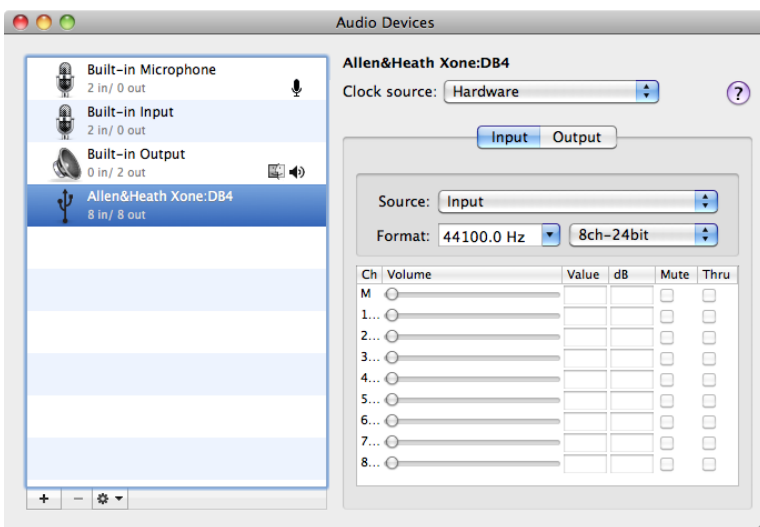 Audio Devices
Built-in Microphone
2 in/ 0 out
Built-in Input
2 in/ 0 out
Built-in Output
0 in/ 2 out
Allen&Heath Xone:DB4
8 in/ 8 out
Allen&Heath Xone:DB4
Clock source: Hardware
?
Input Output
Source: Input
Format: 44100.0 Hz 8ch-24bit
Ch Volume Value dB Mute Thru
M
1...
2...
3...
4...
5...
6...
7...
8...